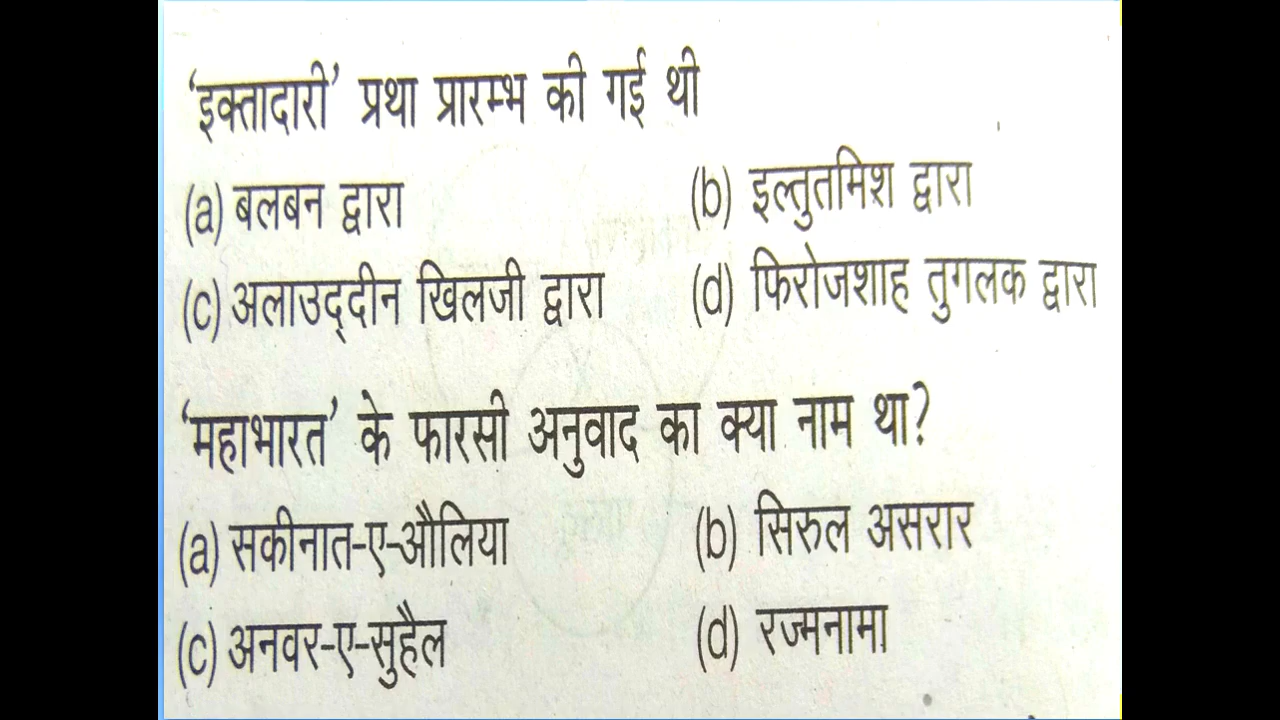 ‘इक्तादारी’ प्रथा प्रारम्भ की गई थी
(a) बलबन द्वारा (b) इल्तुतमिश द्वारा
(c) अलाउद्दीन खिलजी द्वारा (d) फिरोजशाह तुगलक द्वारा
‘महाभारत’ के फारसी अनुवाद का क्या नाम था?
(a) सकीनात-ए-औलिया (b) सिरुल असरार
(c) अनवर-ए-सुहैल (d) रज्मनामा